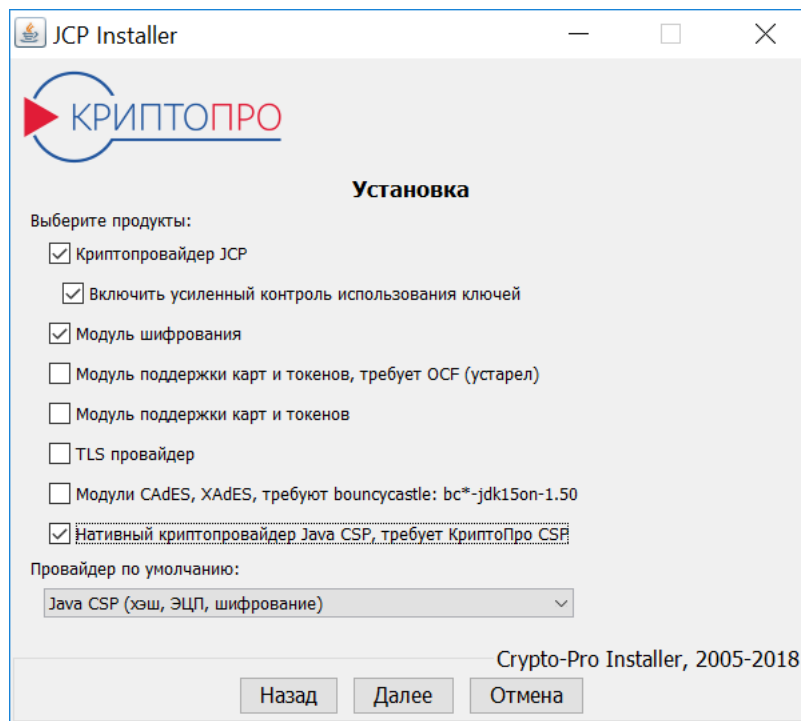 JCP Installer
КРИПТОПРО
Установка
Выберите продукты:
Криптопровайдер JCP
Включить усиленный контроль использования ключей
Модуль шифрования
Модуль поддержки карт и токенов, требует OCF (устарел)
Модуль поддержки карт и токенов
TLS провайдер
Модули CAdES, XAdES, требуют bouncycastle: bc*-jdk15on-1.50
Нативный криптопровайдер Java CSP, требует КриптоПро CSP
Провайдер по умолчанию:
Java CSP (хэш, ЭЦП, шифрование)
Crypto-Pro Installer, 2005-2018
Назад Далее Отмена